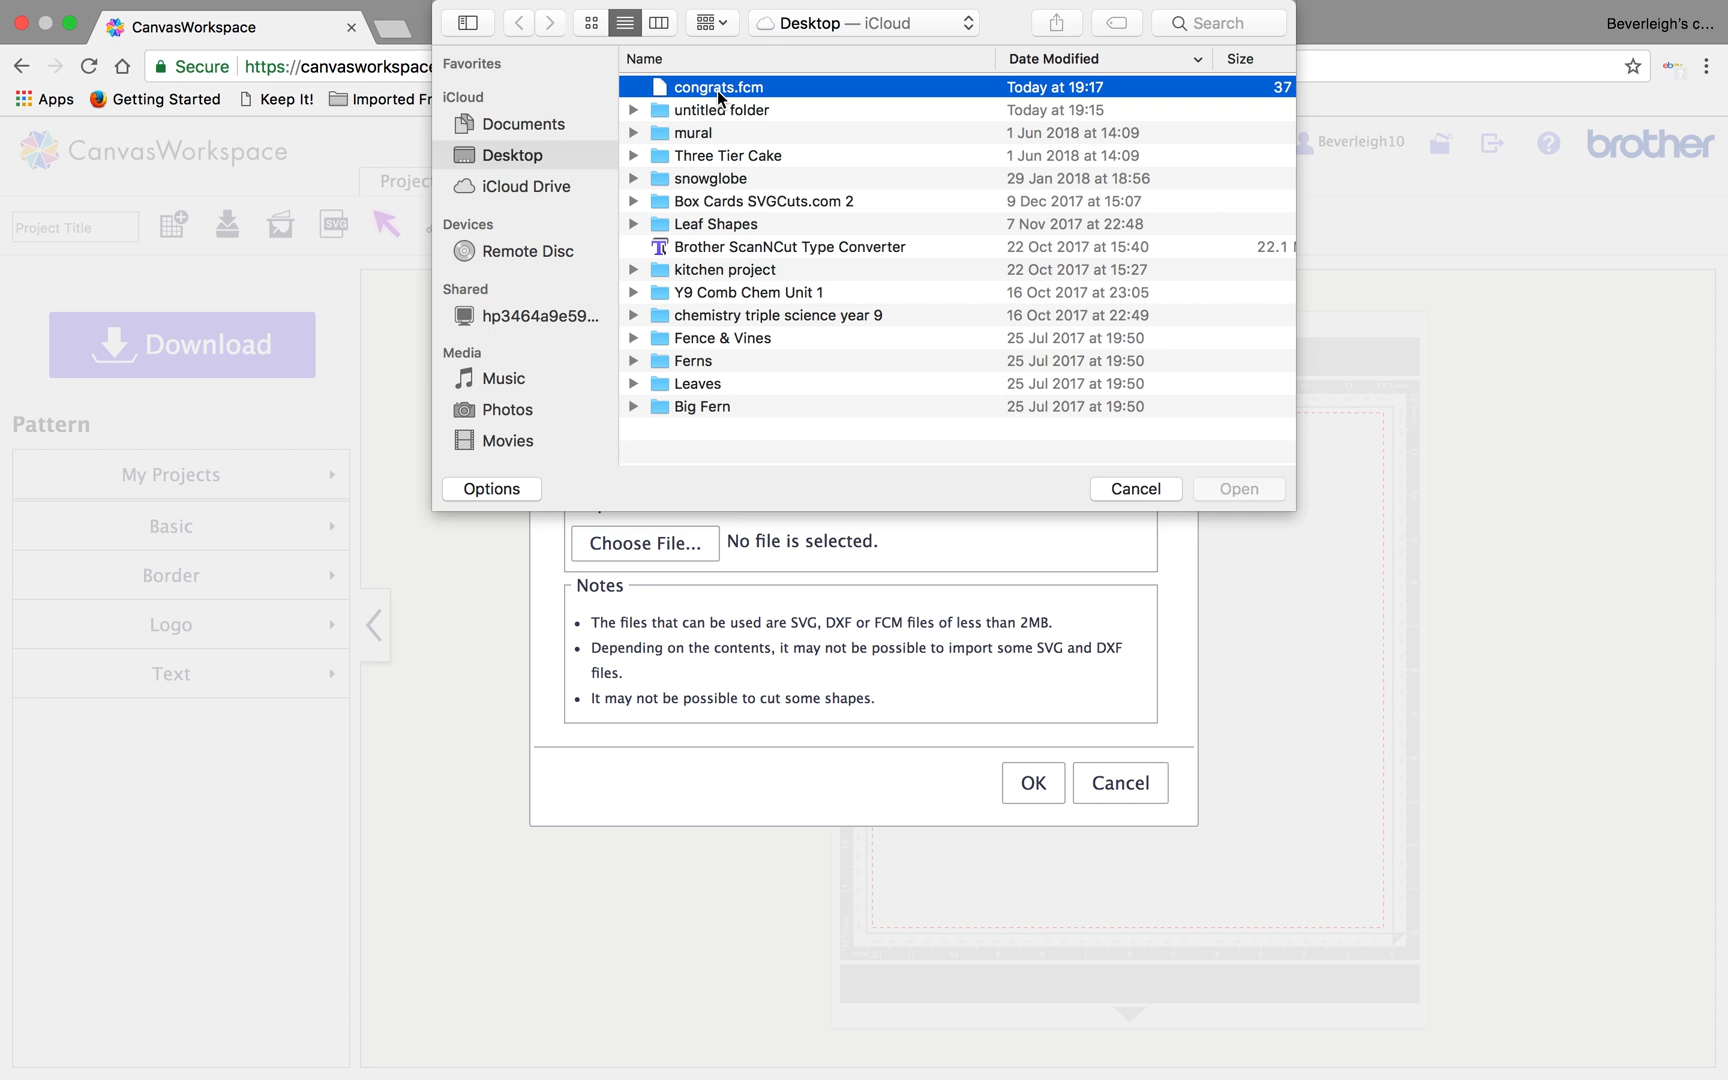 CanvasWorkspace
Desktop — iCloud
Search
Beverleigh's c...
Secure
https://canvasworkspace
Apps
Getting Started
Keep It!
Imported Fr
CanvasWorkspace
Beverleigh10
brother
Projec
Project Title
SVG
Download
Pattern
My Projects
Basic
Border
Logo
Text
Favorites
iCloud
Documents
Desktop
iCloud Drive
Devices
Remote Disc
Shared
hp3464a9e59...
Media
Music
Photos
Movies
Name Date Modified Size
congrats.fcm Today at 19:17 37
untitled folder Today at 19:15
mural 1 Jun 2018 at 14:09
Three Tier Cake 1 Jun 2018 at 14:09
snowglobe 29 Jan 2018 at 18:56
Box Cards SVGCuts.com 2 9 Dec 2017 at 15:07
Leaf Shapes 7 Nov 2017 at 22:48
Brother ScanNCut Type Converter 22 Oct 2017 at 15:40 22.1
kitchen project 22 Oct 2017 at 15:27
Y9 Comb Chem Unit 1 16 Oct 2017 at 23:05
chemistry triple science year 9 16 Oct 2017 at 22:49
Fence & Vines 25 Jul 2017 at 19:50
Ferns 25 Jul 2017 at 19:50
Leaves 25 Jul 2017 at 19:50
Big Fern 25 Jul 2017 at 19:50
Options Cancel Open
Choose File... No file is selected.
Notes
• The files that can be used are SVG, DXF or FCM files of less than 2MB.
• Depending on the contents, it may not be possible to import some SVG and DXF
files.
• It may not be possible to cut some shapes.
OK Cancel